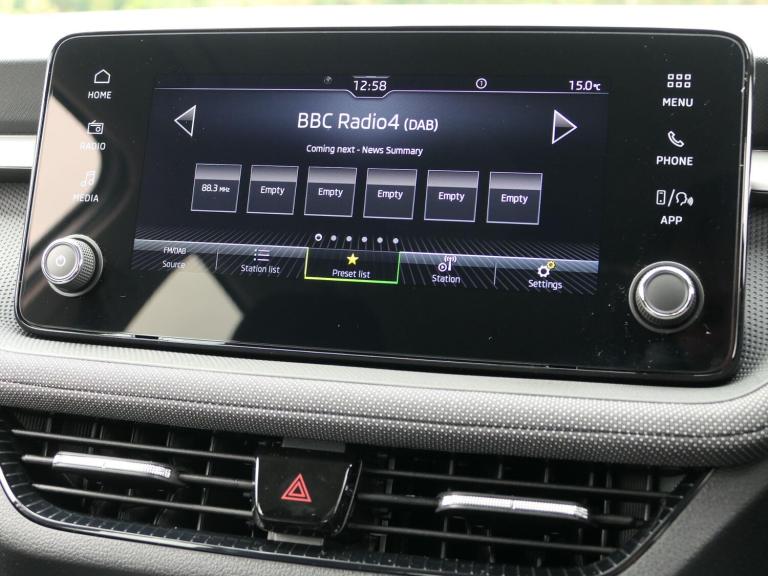 HOME
RADIO
MEDIA
12:58
1
15.0℃
BBC Radio4 (DAB)
Coming next - News Summary
88.3 MHz
Empty
Empty
Empty
Empty
Empty
FM/DAB
Source
Station list
Preset list
Station
Settings
MENU
PHONE
APP